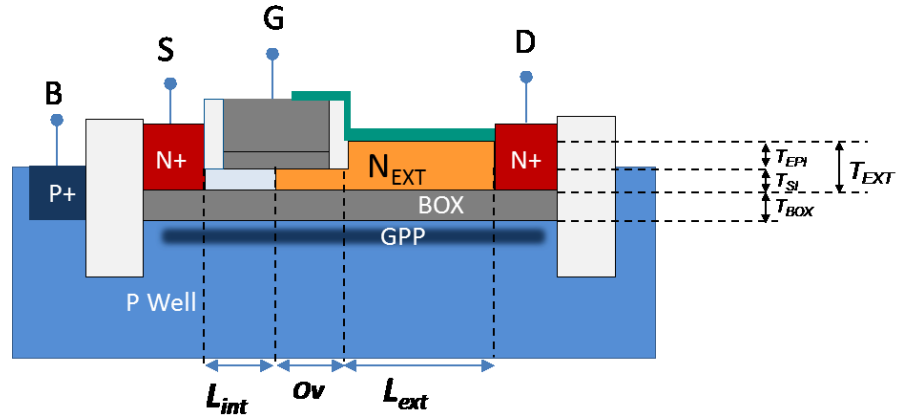 G
S
D
B
N+
N_EXT
N+
P+
BOX
GPP
P Well
T_EPI
T_SI
T_EXT
T_BOX
L_int
Ov
L_ext